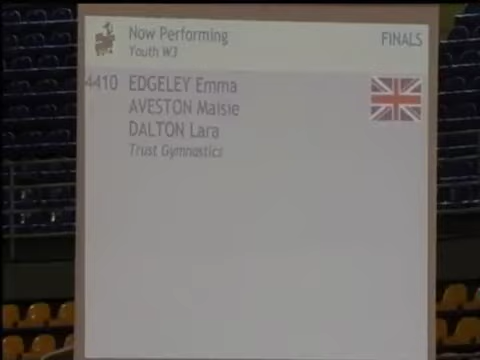 Now Performing
FINALS
Youth W3
4410 EDGELEY Emma
AVESTON Maisie
DALTON Lara
Trust Gymnastics